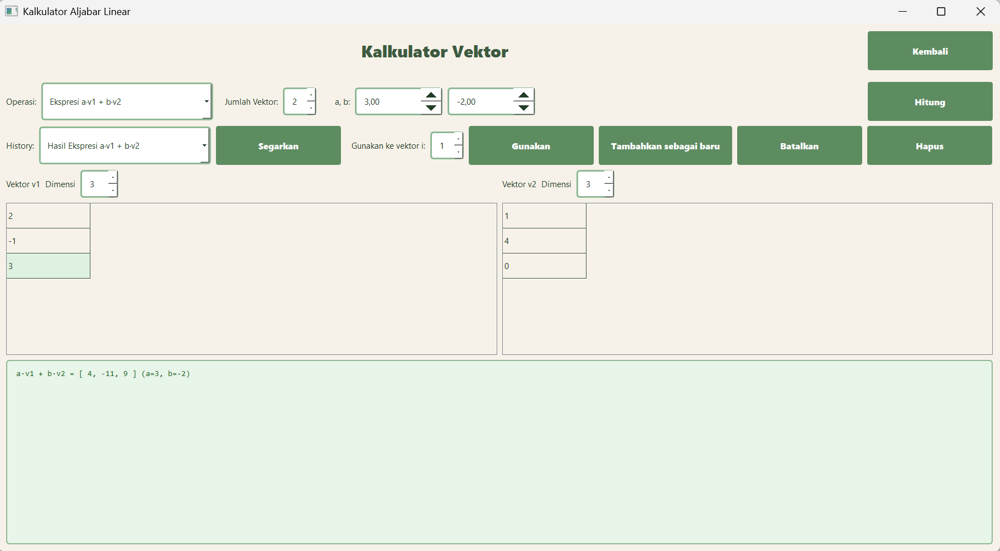 Kalkulator Aljabar Linear
Kalkulator Vektor
Kembali
Operasi: Ekspresi a·v1 + b·v2 Jumlah Vektor: 2 a, b: 3,00 -2,00 Hitung
History: Hasil Ekspresi a·v1 + b·v2 Segarkan Gunakan ke vektor i: 1 Gunakan Tambahkan sebagai baru Batalkan Hapus
Vektor v1 Dimensi 3 Vektor v2 Dimensi 3
2 1
-1 4
3 0
a·v1 + b·v2 = [ 4, -11, 9 ] (a=3, b=-2)